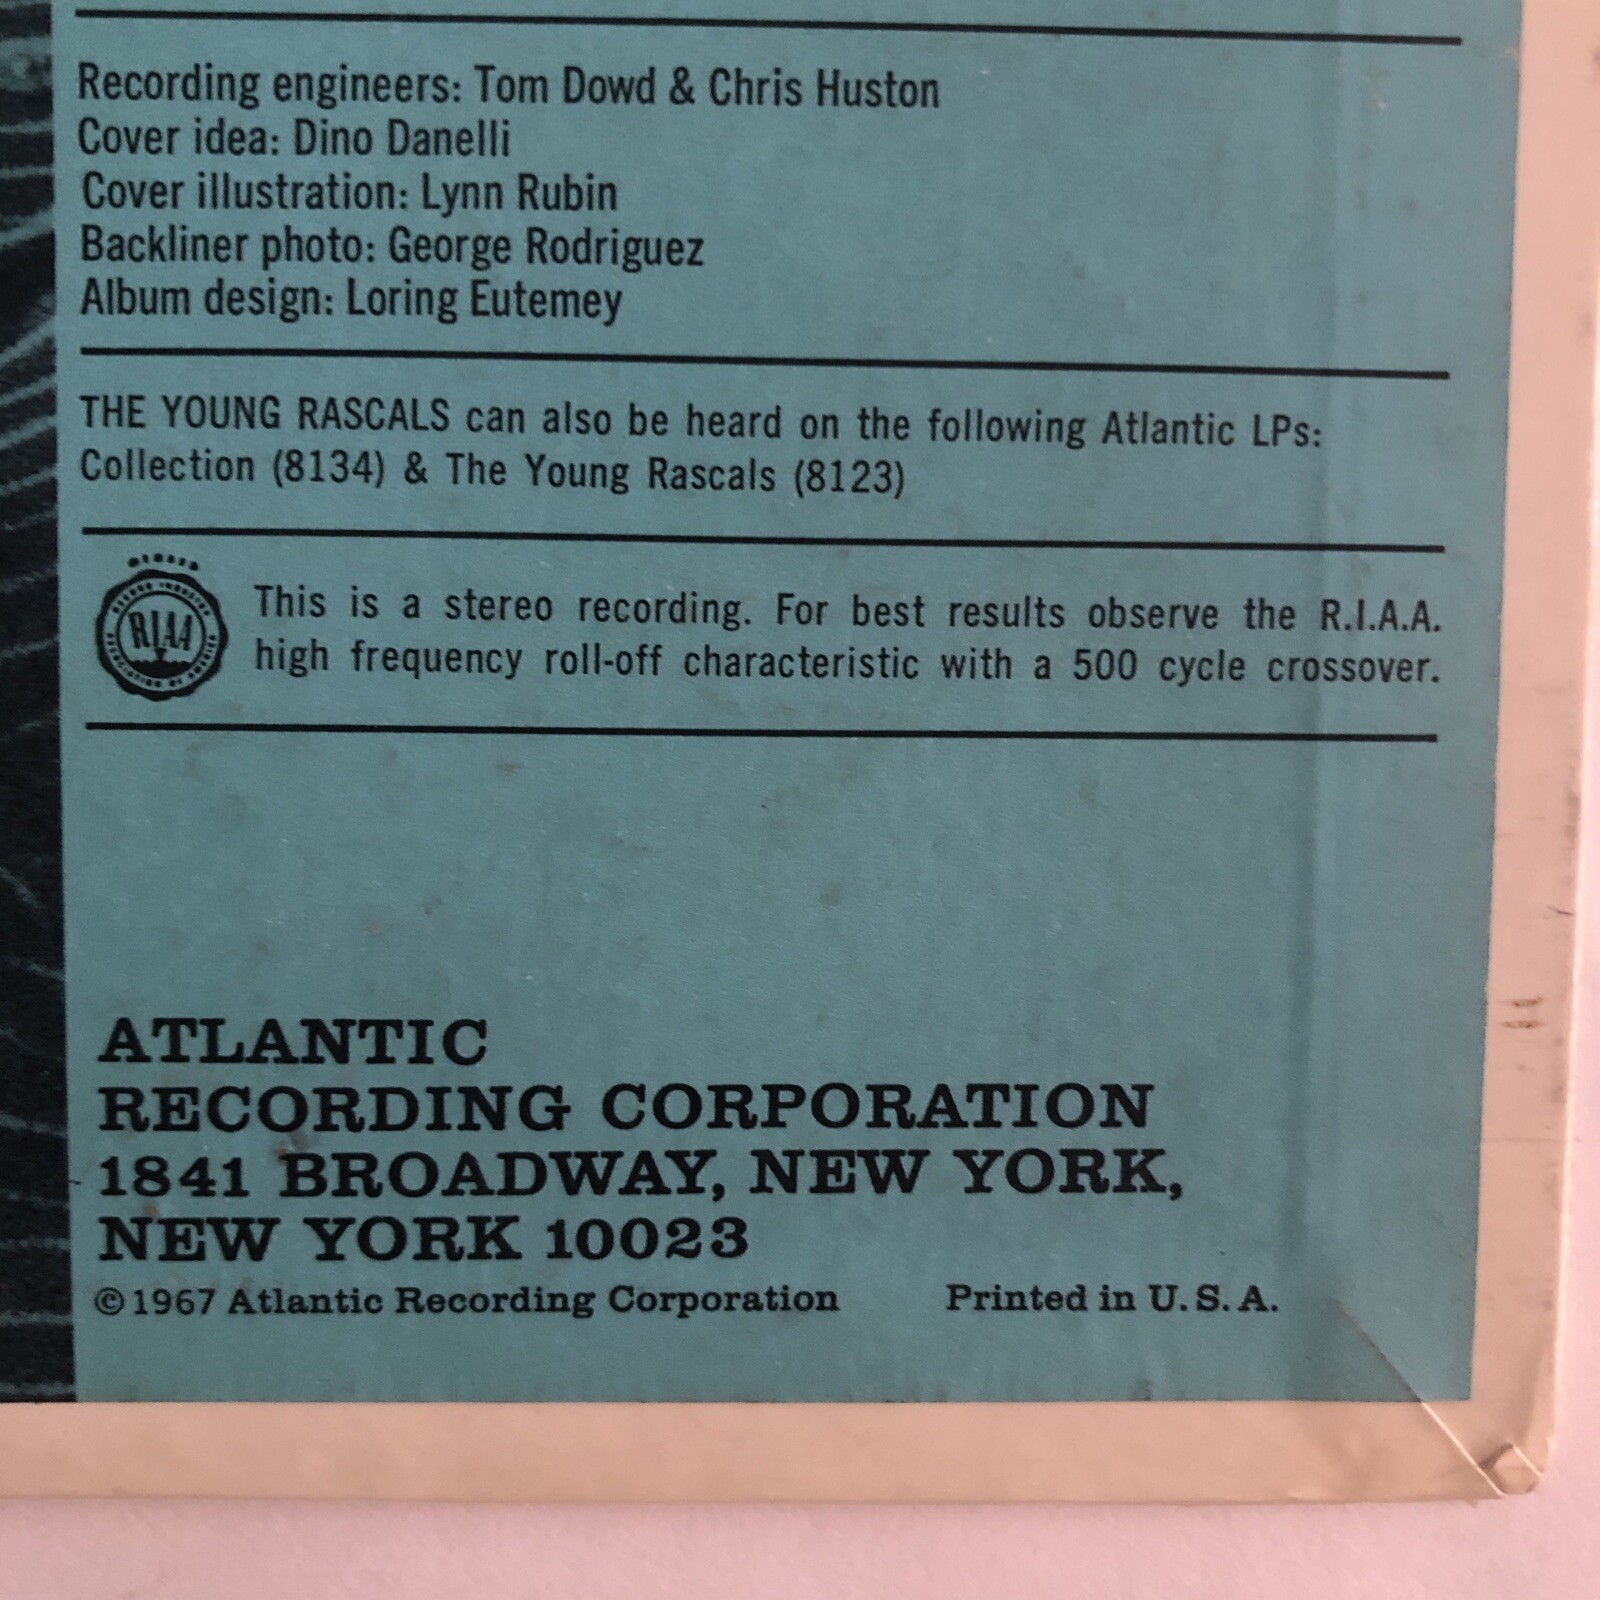 Recording engineers: Tom Dowd & Chris Huston
Cover idea: Dino Danelli
Cover illustration: Lynn Rubin
Backliner photo: George Rodriguez
Album design: Loring Eutemey
THE YOUNG RASCALS can also be heard on the following Atlantic LPs:
Collection (8134) & The Young Rascals (8123)
RIAA
This is a stereo recording. For best results observe the R.I.A.A.
high frequency roll-off characteristic with a 500 cycle crossover.
ATLANTIC
RECORDING CORPORATION
1841 BROADWAY, NEW YORK,
NEW YORK 10023
©1967 Atlantic Recording Corporation Printed in U.S.A.